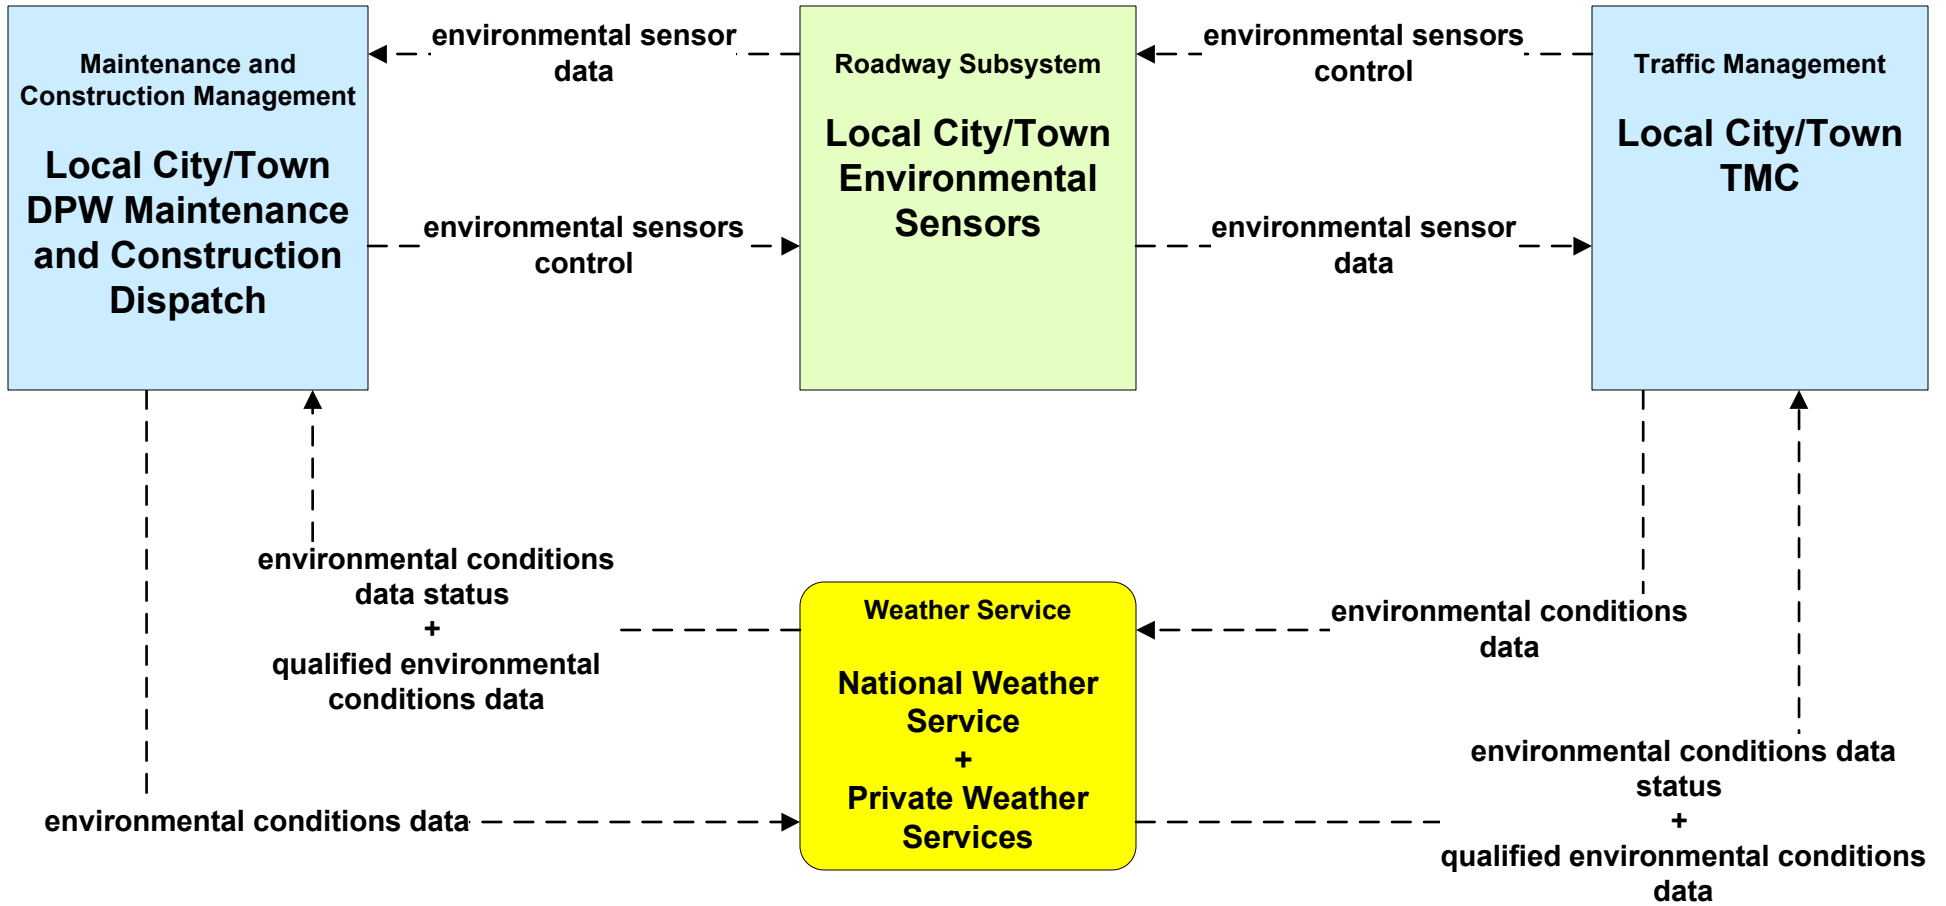 Maintenance and
Construction Management
Local City/Town
DPW Maintenance
and Construction
Dispatch
environmental sensor
data
environmental sensors
control
Roadway Subsystem
Local City/Town
Environmental
Sensors
environmental sensors
control
environmental sensor
data
Traffic Management
Local City/Town
TMC
environmental conditions
data status
+
qualified environmental
conditions data
environmental conditions data
Weather Service
National Weather
Service
+
Private Weather
Services
environmental conditions
data
environmental conditions data
status
+
qualified environmental conditions
data